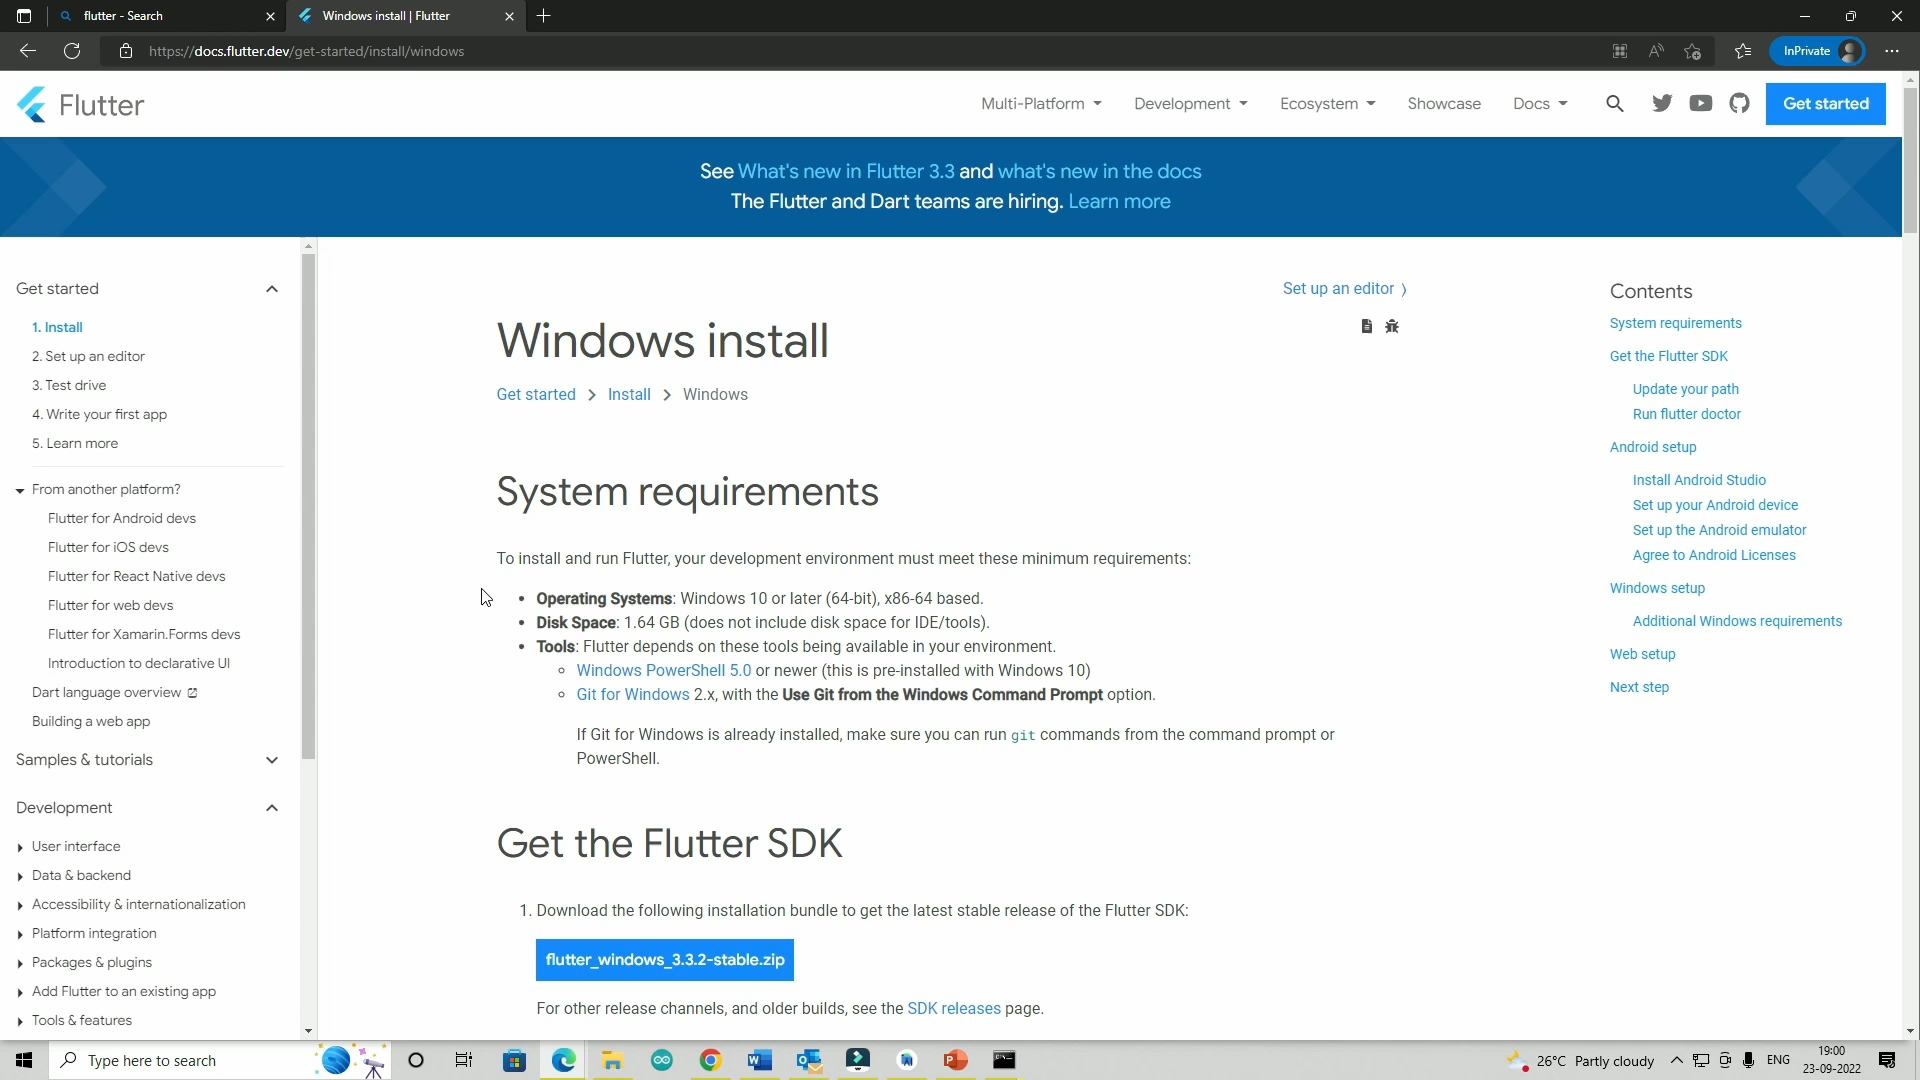 flutter - Search
Windows install | Flutter
https://docs.flutter.dev/get-started/install/windows
InPrivate
Flutter
Multi-Platform
Development
Ecosystem
Showcase
Docs
Get started
See What's new in Flutter 3.3 and what's new in the docs
The Flutter and Dart teams are hiring. Learn more
Get started
1. Install
2. Set up an editor
3. Test drive
4. Write your first app
5. Learn more
From another platform?
Flutter for Android devs
Flutter for iOS devs
Flutter for React Native devs
Flutter for web devs
Flutter for Xamarin.Forms devs
Introduction to declarative UI
Dart language overview
Building a web app
Samples & tutorials
Development
User interface
Data & backend
Accessibility & internationalization
Platform integration
Packages & plugins
Add Flutter to an existing app
Tools & features
Set up an editor
Windows install
Get started > Install > Windows
System requirements
To install and run Flutter, your development environment must meet these minimum requirements:
• Operating Systems: Windows 10 or later (64-bit), x86-64 based.
• Disk Space: 1.64 GB (does not include disk space for IDE/tools).
• Tools: Flutter depends on these tools being available in your environment.
Windows PowerShell 5.0 or newer (this is pre-installed with Windows 10)
Git for Windows 2.x, with the Use Git from the Windows Command Prompt option.
If Git for Windows is already installed, make sure you can run git commands from the command prompt or
PowerShell.
Get the Flutter SDK
1. Download the following installation bundle to get the latest stable release of the Flutter SDK:
flutter_windows_3.3.2-stable.zip
For other release channels, and older builds, see the SDK releases page.
Contents
System requirements
Get the Flutter SDK
Update your path
Run flutter doctor
Android setup
Install Android Studio
Set up your Android device
Set up the Android emulator
Agree to Android Licenses
Windows setup
Additional Windows requirements
Web setup
Next step
Type here to search
26°C Partly cloudy
ENG
19:00
23-09-2022